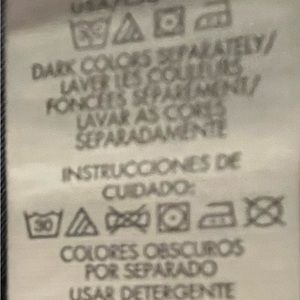 DARK COLORS SEPARATELY/
LAVER LES COULEURS
FONCÉES SÉPARÉMENT/
LAVAR AS CORES
SEPARADAMENTE
INSTRUCCIONES DE
CUIDADO:
30
COLORES OBSCUROS
POR SEPARADO
USAR DETERGENTE